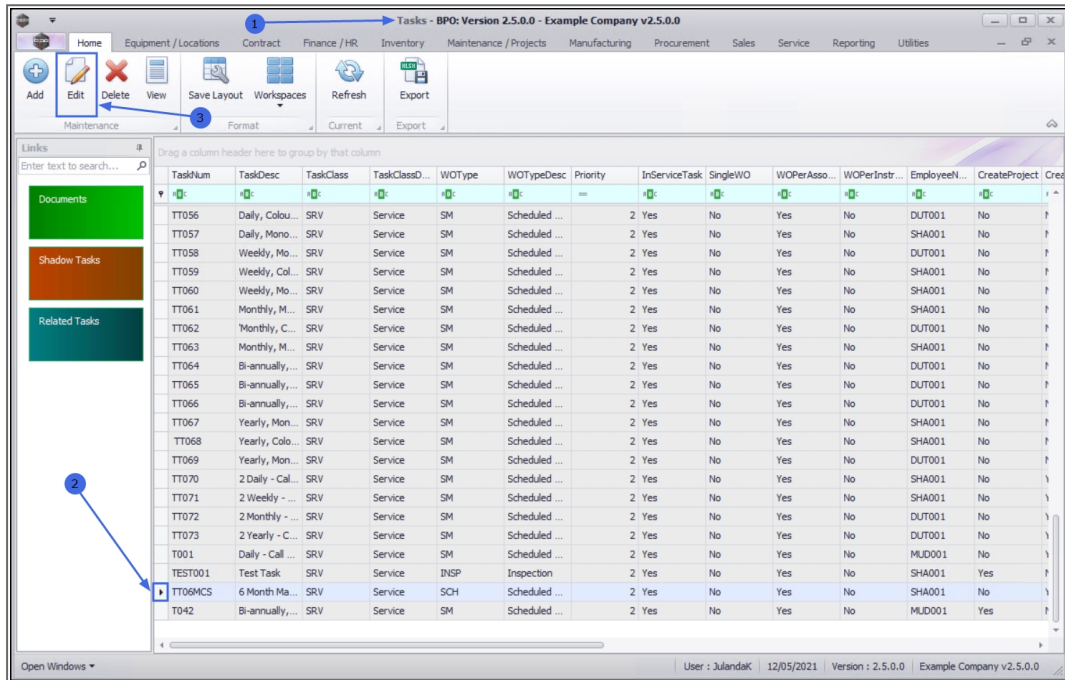 1 Tasks - BPO: Version 2.5.0.0 - Example Company v2.5.0.0
Home Equipment / Locations Contract Finance / HR Inventory Maintenance / Projects Manufacturing Procurement Sales Service Reporting Utilities
Add Edit Delete View Save Layout Workspaces Refresh Export
3
Maintenance Format Current Export
Links
Enter text to search...
Documents
Shadow Tasks
Related Tasks
2
Drag a column header here to group by that column
TaskNum TaskDesc TaskClass TaskClassD... WOType WOTypeDesc Priority InServiceTask SingleWO WOPerAsso... WOPerInstr... EmployeeN... CreateProject Crea
TT056 Daily, Colou... SRV Service SM Scheduled ... 2 Yes No Yes No DUT001 No
TT057 Daily, Mono... SRV Service SM Scheduled ... 2 Yes No Yes No SHA001 No
TT058 Weekly, Mo... SRV Service SM Scheduled ... 2 Yes No Yes No DUT001 No
TT059 Weekly, Col... SRV Service SM Scheduled ... 2 Yes No Yes No SHA001 No
TT060 Weekly, Mo... SRV Service SM Scheduled ... 2 Yes No Yes No SHA001 No
TT061 Monthly, M... SRV Service SM Scheduled ... 2 Yes No Yes No SHA001 No
TT062 'Monthly, C... SRV Service SM Scheduled ... 2 Yes No Yes No DUT001 No
TT063 Monthly, M... SRV Service SM Scheduled ... 2 Yes No Yes No SHA001 No
TT064 Bi-annually,... SRV Service SM Scheduled ... 2 Yes No Yes No DUT001 No
TT065 Bi-annually,... SRV Service SM Scheduled ... 2 Yes No Yes No DUT001 No
TT066 Bi-annually,... SRV Service SM Scheduled ... 2 Yes No Yes No DUT001 No
TT067 Yearly, Mon... SRV Service SM Scheduled ... 2 Yes No Yes No SHA001 No
TT068 Yearly, Colo... SRV Service SM Scheduled ... 2 Yes No Yes No SHA001 No
TT069 Yearly, Mon... SRV Service SM Scheduled ... 2 Yes No Yes No DUT001 No
TT070 2 Daily - Cal... SRV Service SM Scheduled ... 2 Yes No Yes No SHA001 No
TT071 2 Weekly - ... SRV Service SM Scheduled ... 2 Yes No Yes No SHA001 No
TT072 2 Monthly - ... SRV Service SM Scheduled ... 2 Yes No Yes No DUT001 No
TT073 2 Yearly - C... SRV Service SM Scheduled ... 2 Yes No Yes No DUT001 No
T001 Daily - Call ... SRV Service SM Scheduled ... 2 Yes No Yes No MUD001 No
TEST001 Test Task SRV Service INSP Inspection 2 Yes No Yes No SHA001 Yes
TT06MCS 6 Month Ma... SRV Service SCH Scheduled ... 2 Yes No Yes No SHA001 No
T042 Bi-annually,... SRV Service SM Scheduled ... 2 Yes No Yes No MUD001 Yes
Open Windows User : JulandaK 12/05/2021 Version : 2.5.0.0 Example Company v2.5.0.0